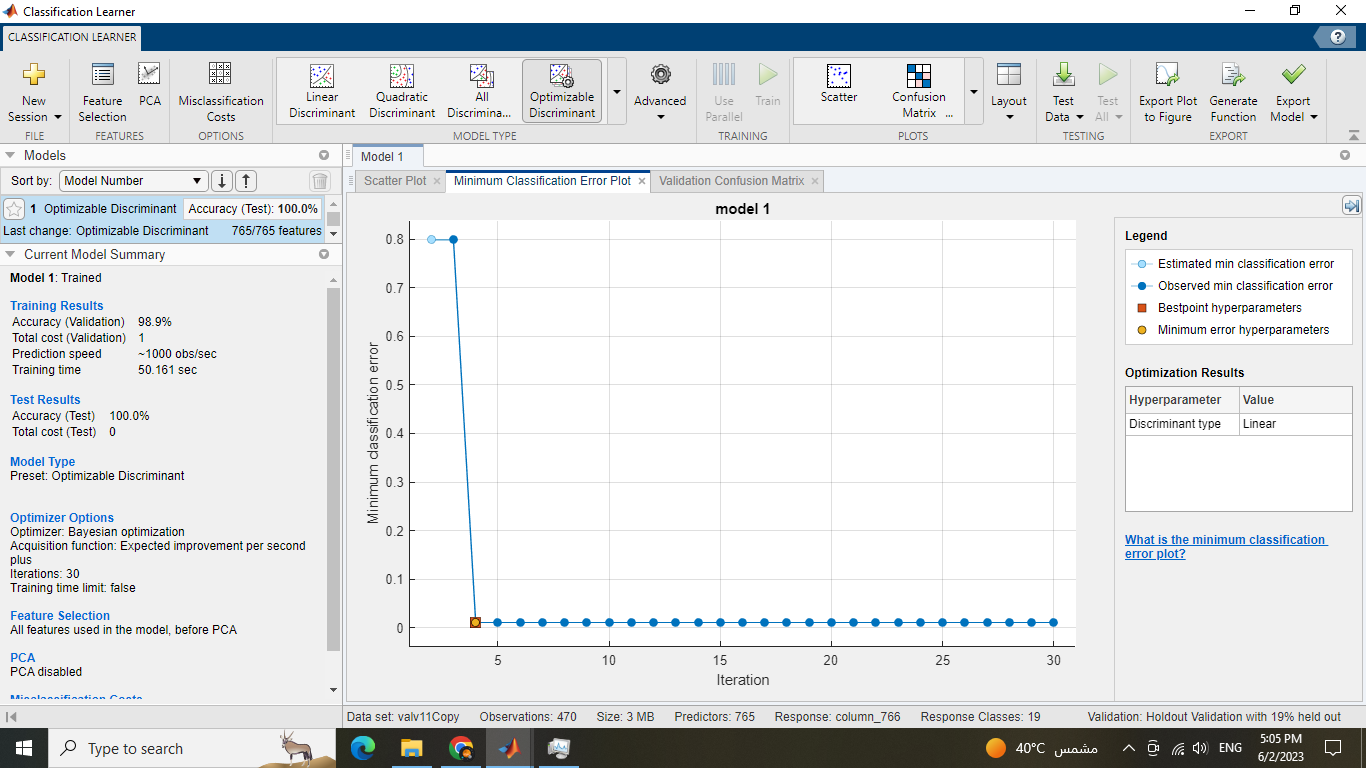 Classification Learner
CLASSIFICATION LEARNER
New Session
FILE
Feature Selection
PCA
FEATURES
Misclassification Costs
OPTIONS
Linear Discriminant
Quadratic Discriminant
All Discrimina...
Optimizable Discriminant
MODEL TYPE
Advanced
Use Parallel
Train
TRAINING
Scatter
Confusion Matrix ...
PLOTS
Layout
Test Data
Test All
TESTING
Export Plot to Figure
Generate Function
Export Model
EXPORT
Models
Sort by: Model Number
1 Optimizable Discriminant Accuracy (Test): 100.0%
Last change: Optimizable Discriminant 765/765 features
Current Model Summary
Model 1: Trained
Training Results
Accuracy (Validation) 98.9%
Total cost (Validation) 1
Prediction speed ~1000 obs/sec
Training time 50.161 sec
Test Results
Accuracy (Test) 100.0%
Total cost (Test) 0
Model Type
Preset: Optimizable Discriminant
Optimizer Options
Optimizer: Bayesian optimization
Acquisition function: Expected improvement per second
plus
Iterations: 30
Training time limit: false
Feature Selection
All features used in the model, before PCA
PCA
PCA disabled
Misclassification Costs
Model 1
Scatter Plot
Minimum Classification Error Plot
Validation Confusion Matrix
model 1
Minimum classification error
0.8
0.7
0.6
0.5
0.4
0.3
0.2
0.1
0
5 10 15 20 25 30
Iteration
Legend
Estimated min classification error
Observed min classification error
Bestpoint hyperparameters
Minimum error hyperparameters
Optimization Results
Hyperparameter Value
Discriminant type Linear
What is the minimum classification
error plot?
Data set: valv11Copy Observations: 470 Size: 3 MB Predictors: 765 Response: column_766 Response Classes: 19 Validation: Holdout Validation with 19% held out
Type to search
40°C مشمس
ENG
5:05 PM
6/2/2023